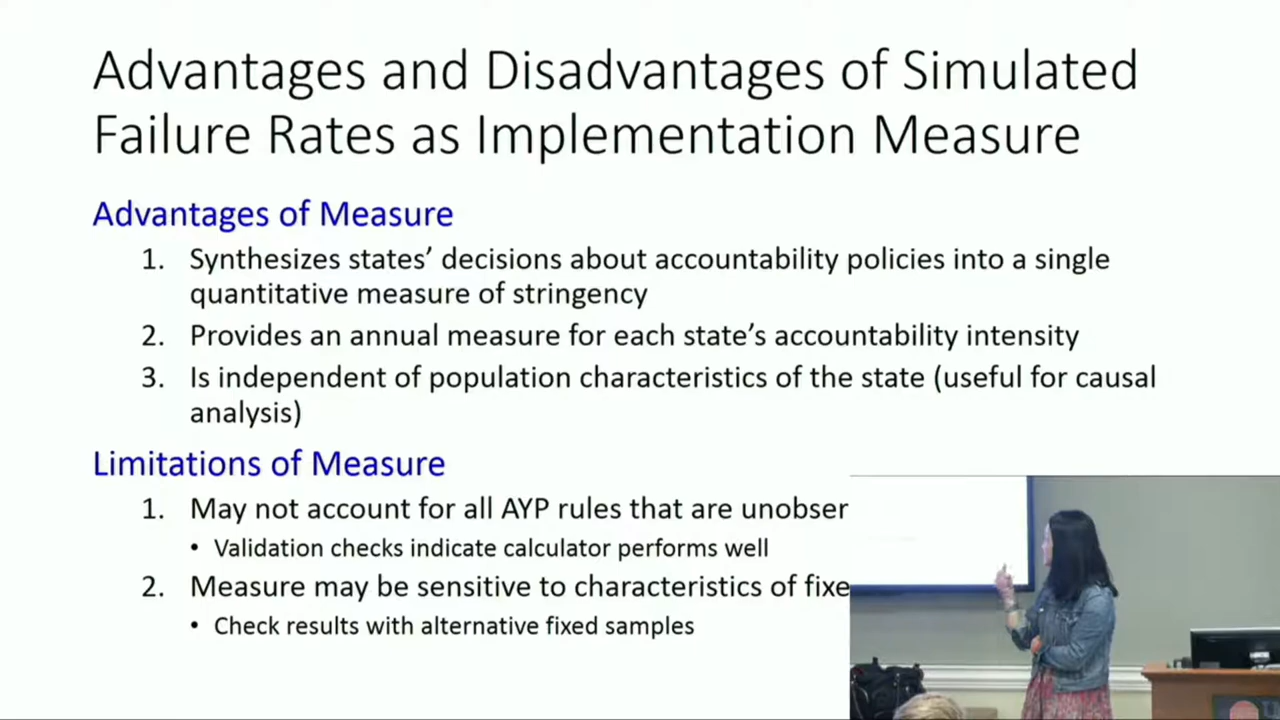 Advantages and Disadvantages of Simulated
Failure Rates as Implementation Measure
Advantages of Measure
1. Synthesizes states’ decisions about accountability policies into a single
quantitative measure of stringency
2. Provides an annual measure for each state’s accountability intensity
3. Is independent of population characteristics of the state (useful for causal
analysis)
Limitations of Measure
1. May not account for all AYP rules that are unobser
• Validation checks indicate calculator performs well
2. Measure may be sensitive to characteristics of fixe
• Check results with alternative fixed samples